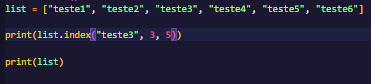 list = ["teste1", "teste2", "teste3", "teste4", "teste5", "teste6"]
print(list.index("teste3", 3, 5))
print(list)